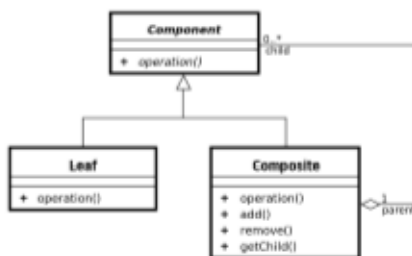 Component
0..*
child
+ operation()
Leaf
Composite
+ operation()
+ operation()
+ add()
+ remove()
+ getChild()
1
parent